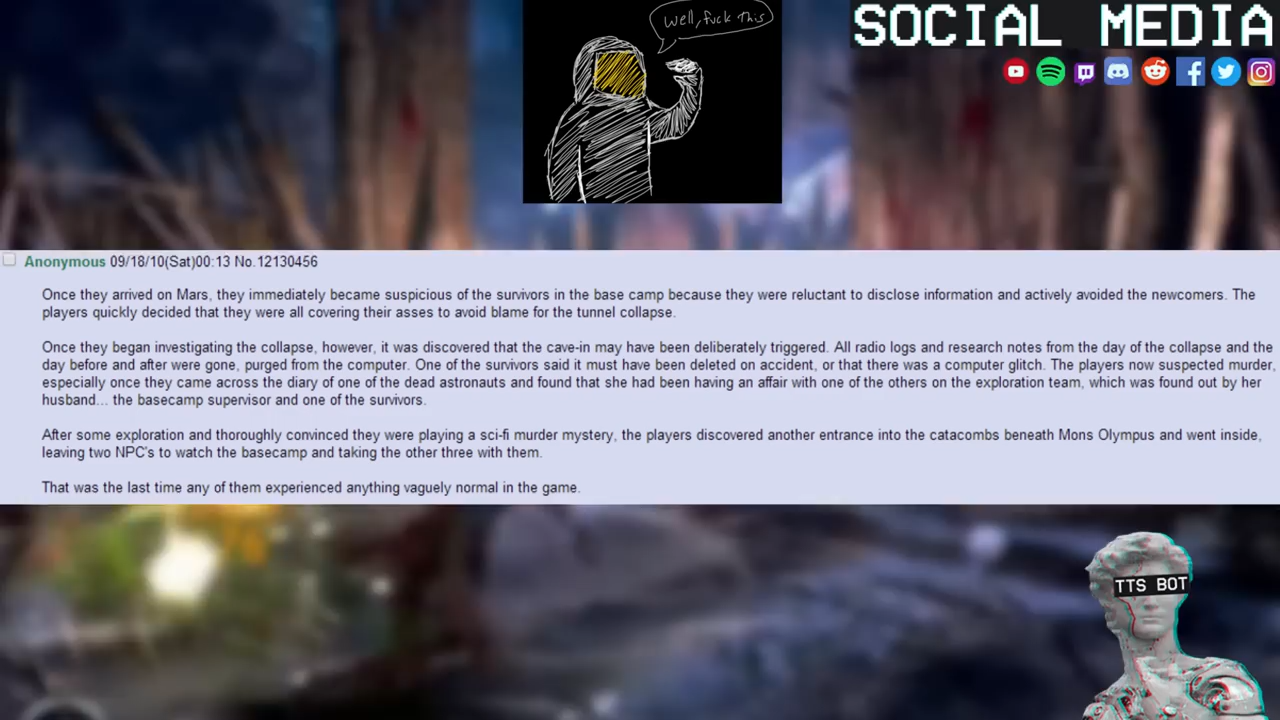 well, fuck this
SOCIAL MEDIA
Anonymous 09/18/10(Sat)00:13 No.12130456
Once they arrived on Mars, they immediately became suspicious of the survivors in the base camp because they were reluctant to disclose information and actively avoided the newcomers. The
players quickly decided that they were all covering their asses to avoid blame for the tunnel collapse.
Once they began investigating the collapse, however, it was discovered that the cave-in may have been deliberately triggered. All radio logs and research notes from the day of the collapse and the
day before and after were gone, purged from the computer. One of the survivors said it must have been deleted on accident, or that there was a computer glitch. The players now suspected murder,
especially once they came across the diary of one of the dead astronauts and found that she had been having an affair with one of the others on the exploration team, which was found out by her
husband... the basecamp supervisor and one of the survivors.
After some exploration and thoroughly convinced they were playing a sci-fi murder mystery, the players discovered another entrance into the catacombs beneath Mons Olympus and went inside,
leaving two NPC's to watch the basecamp and taking the other three with them.
That was the last time any of them experienced anything vaguely normal in the game.
TTS BOT